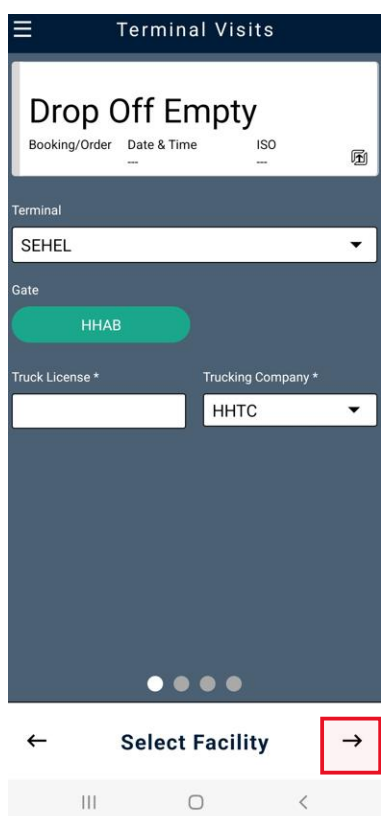 Terminal Visits
Drop Off Empty
Booking/Order Date & Time ISO
--- ---
Terminal
SEHEL
Gate
HHAB
Truck License * Trucking Company *
HHTC
Select Facility